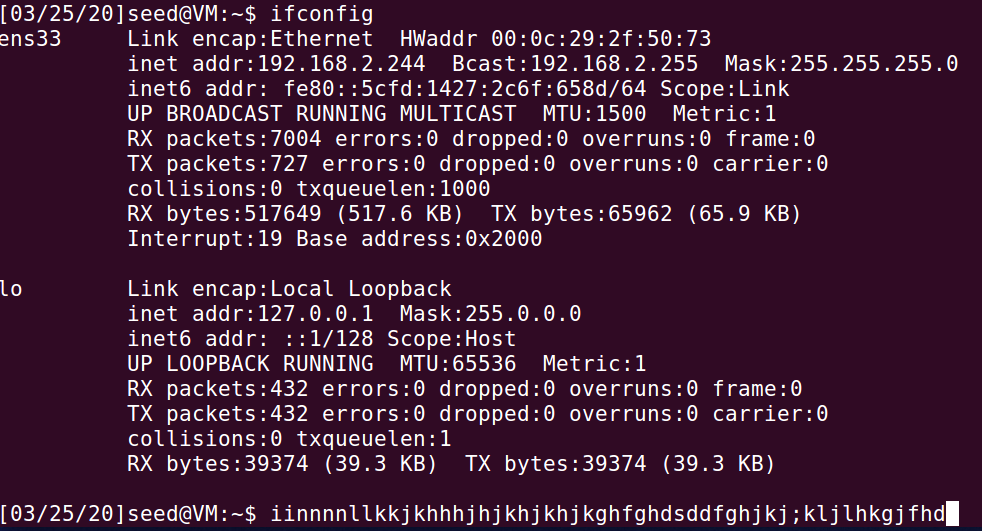 [03/25/20]seed@VM:~$ ifconfig
ens33     Link encap:Ethernet  HWaddr 00:0c:29:2f:50:73
          inet addr:192.168.2.244  Bcast:192.168.2.255  Mask:255.255.255.0
          inet6 addr: fe80::5cfd:1427:2c6f:658d/64 Scope:Link
          UP BROADCAST RUNNING MULTICAST  MTU:1500  Metric:1
          RX packets:7004 errors:0 dropped:0 overruns:0 frame:0
          TX packets:727 errors:0 dropped:0 overruns:0 carrier:0
          collisions:0 txqueuelen:1000
          RX bytes:517649 (517.6 KB)  TX bytes:65962 (65.9 KB)
          Interrupt:19 Base address:0x2000
lo        Link encap:Local Loopback
          inet addr:127.0.0.1  Mask:255.0.0.0
          inet6 addr: ::1/128 Scope:Host
          UP LOOPBACK RUNNING  MTU:65536  Metric:1
          RX packets:432 errors:0 dropped:0 overruns:0 frame:0
          TX packets:432 errors:0 dropped:0 overruns:0 carrier:0
          collisions:0 txqueuelen:1
          RX bytes:39374 (39.3 KB)  TX bytes:39374 (39.3 KB)
[03/25/20]seed@VM:~$ iinnnnllkkjkhhhjhjkhjkhjkghfghdsddfghjkj;kljlhkgjfhd